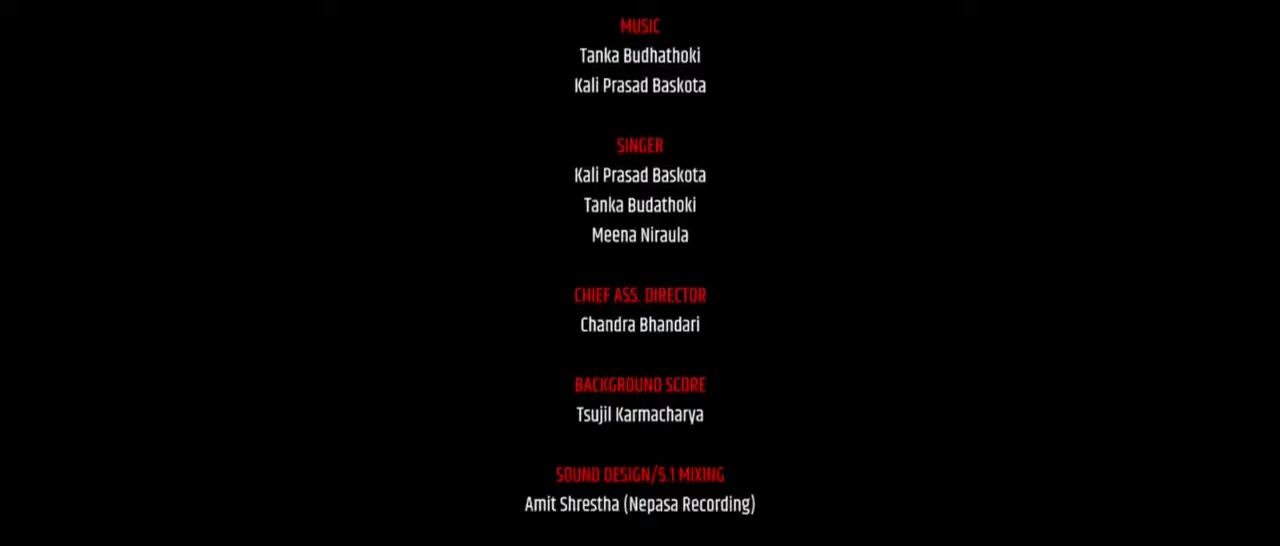 MUSIC
Tanka Budhathoki
Kali Prasad Baskota
SINGER
Kali Prasad Baskota
Tanka Budathoki
Meena Niraula
CHIEF ASS. DIRECTOR
Chandra Bhandari
BACKGROUND SCORE
Tsujil Karmacharya
SOUND DESIGN/5.1 MIXING
Amit Shrestha (Nepasa Recording)